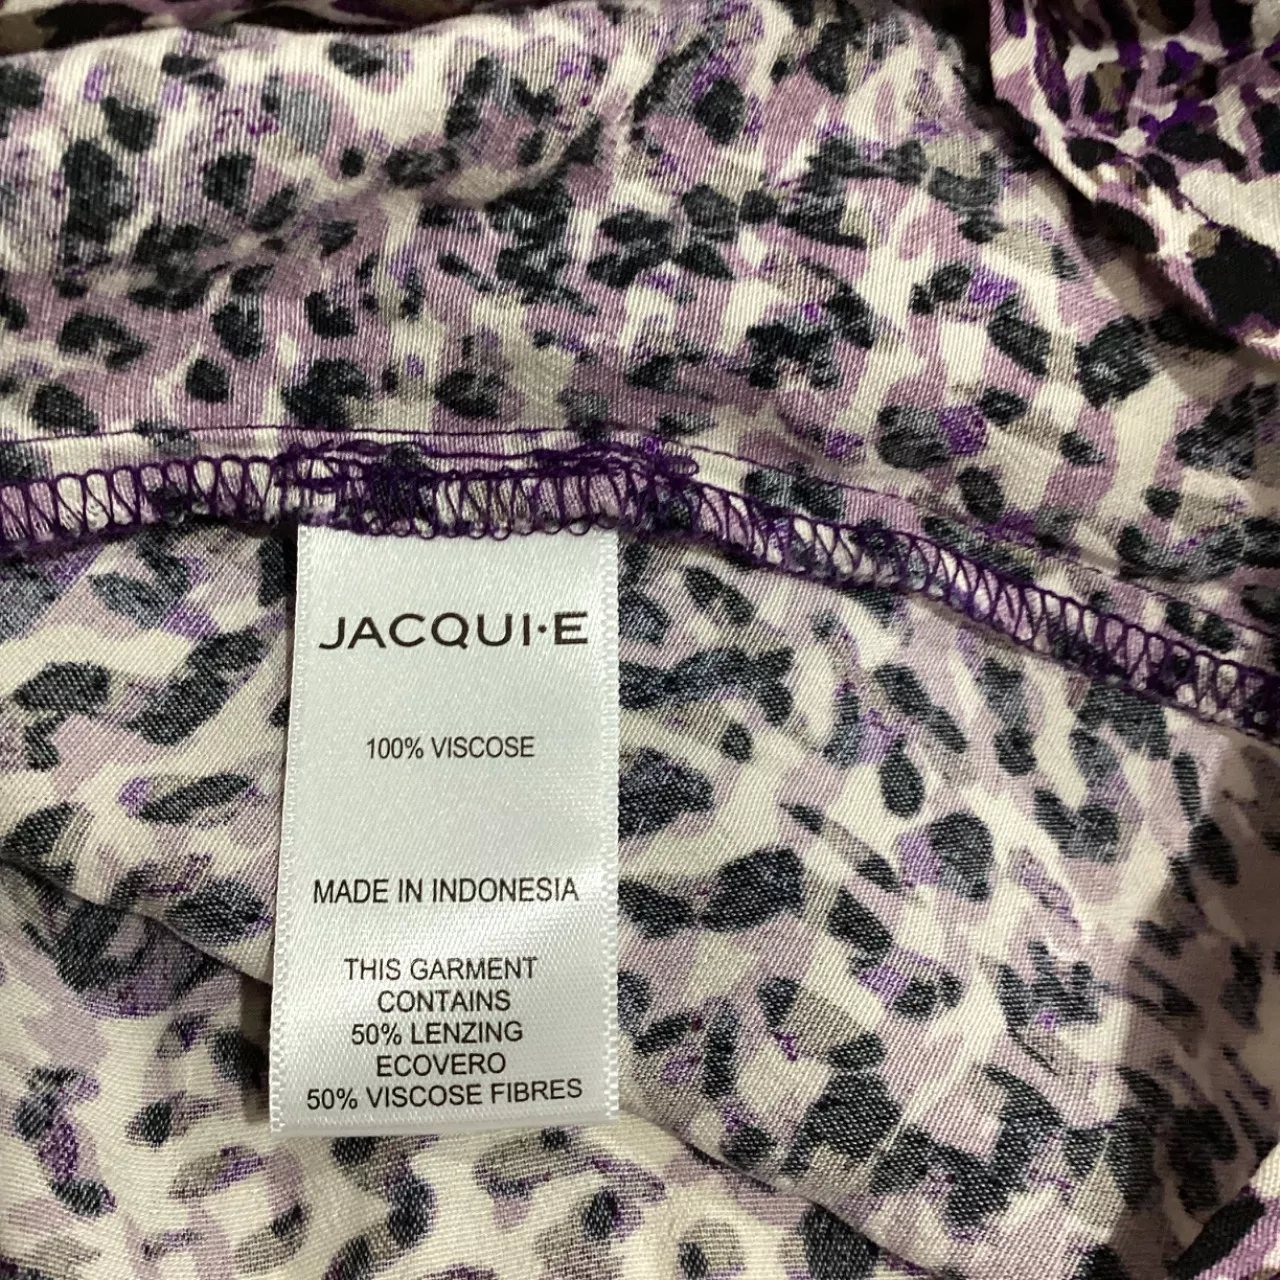 JACQUI·E
100% VISCOSE
MADE IN INDONESIA
THIS GARMENT
CONTAINS
50% LENZING
ECOVERO
50% VISCOSE FIBRES